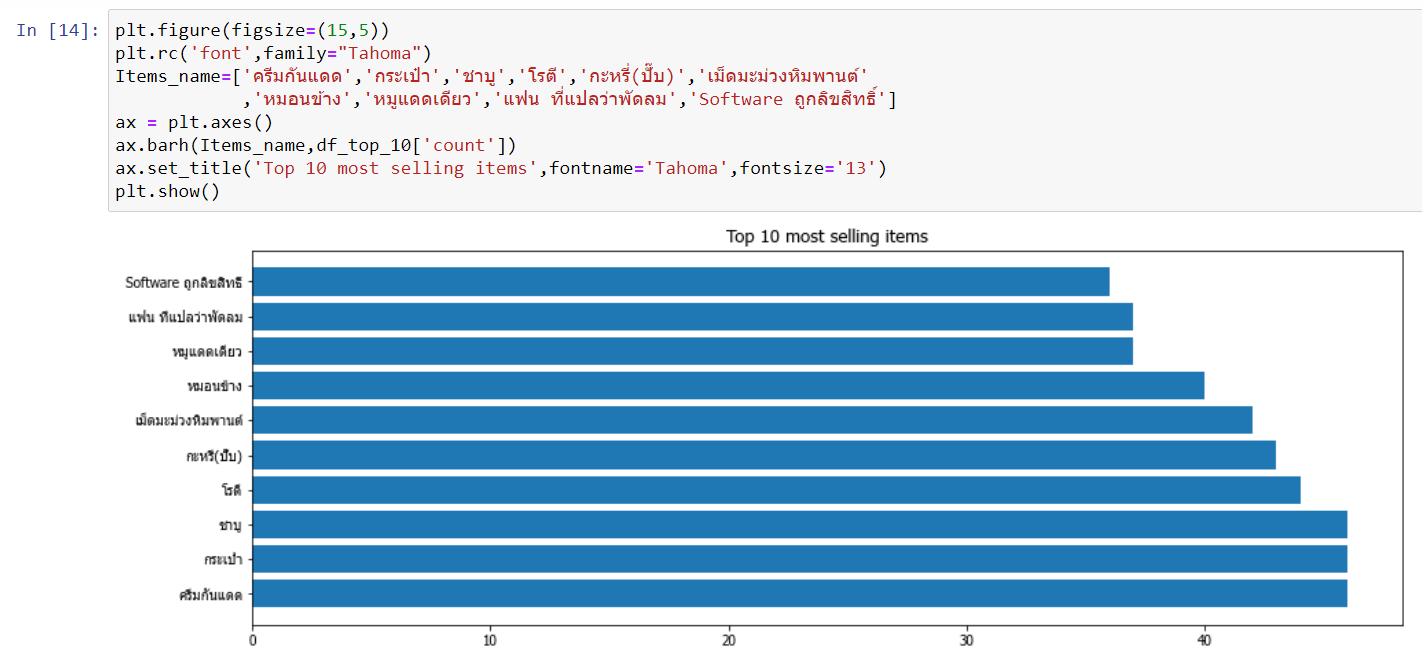 In [14]: plt.figure(figsize=(15,5))
plt.rc('font',family="Tahoma")
Items_name=['ครีมกันแดด','กระเป๋า','ชาบู','โรตี','กะหรี่(ปั๊บ)','เม็ดมะม่วงหิมพานต์'
,'หมอนข้าง','หมูแดดเดียว','แฟน ที่แปลว่าพัดลม','Software ถูกลิขสิทธิ์']
ax = plt.axes()
ax.barh(Items_name,df_top_10['count'])
ax.set_title('Top 10 most selling items',fontname='Tahoma',fontsize='13')
plt.show()
Top 10 most selling items
Software ถูกลิขสิทธิ์
แฟน ที่แปลว่าพัดลม
หมูแดดเดียว
หมอนข้าง
เม็ดมะม่วงหิมพานต์
กะหรี่(ปั๊บ)
โรตี
ชาบู
กระเป๋า
ครีมกันแดด
0 10 20 30 40